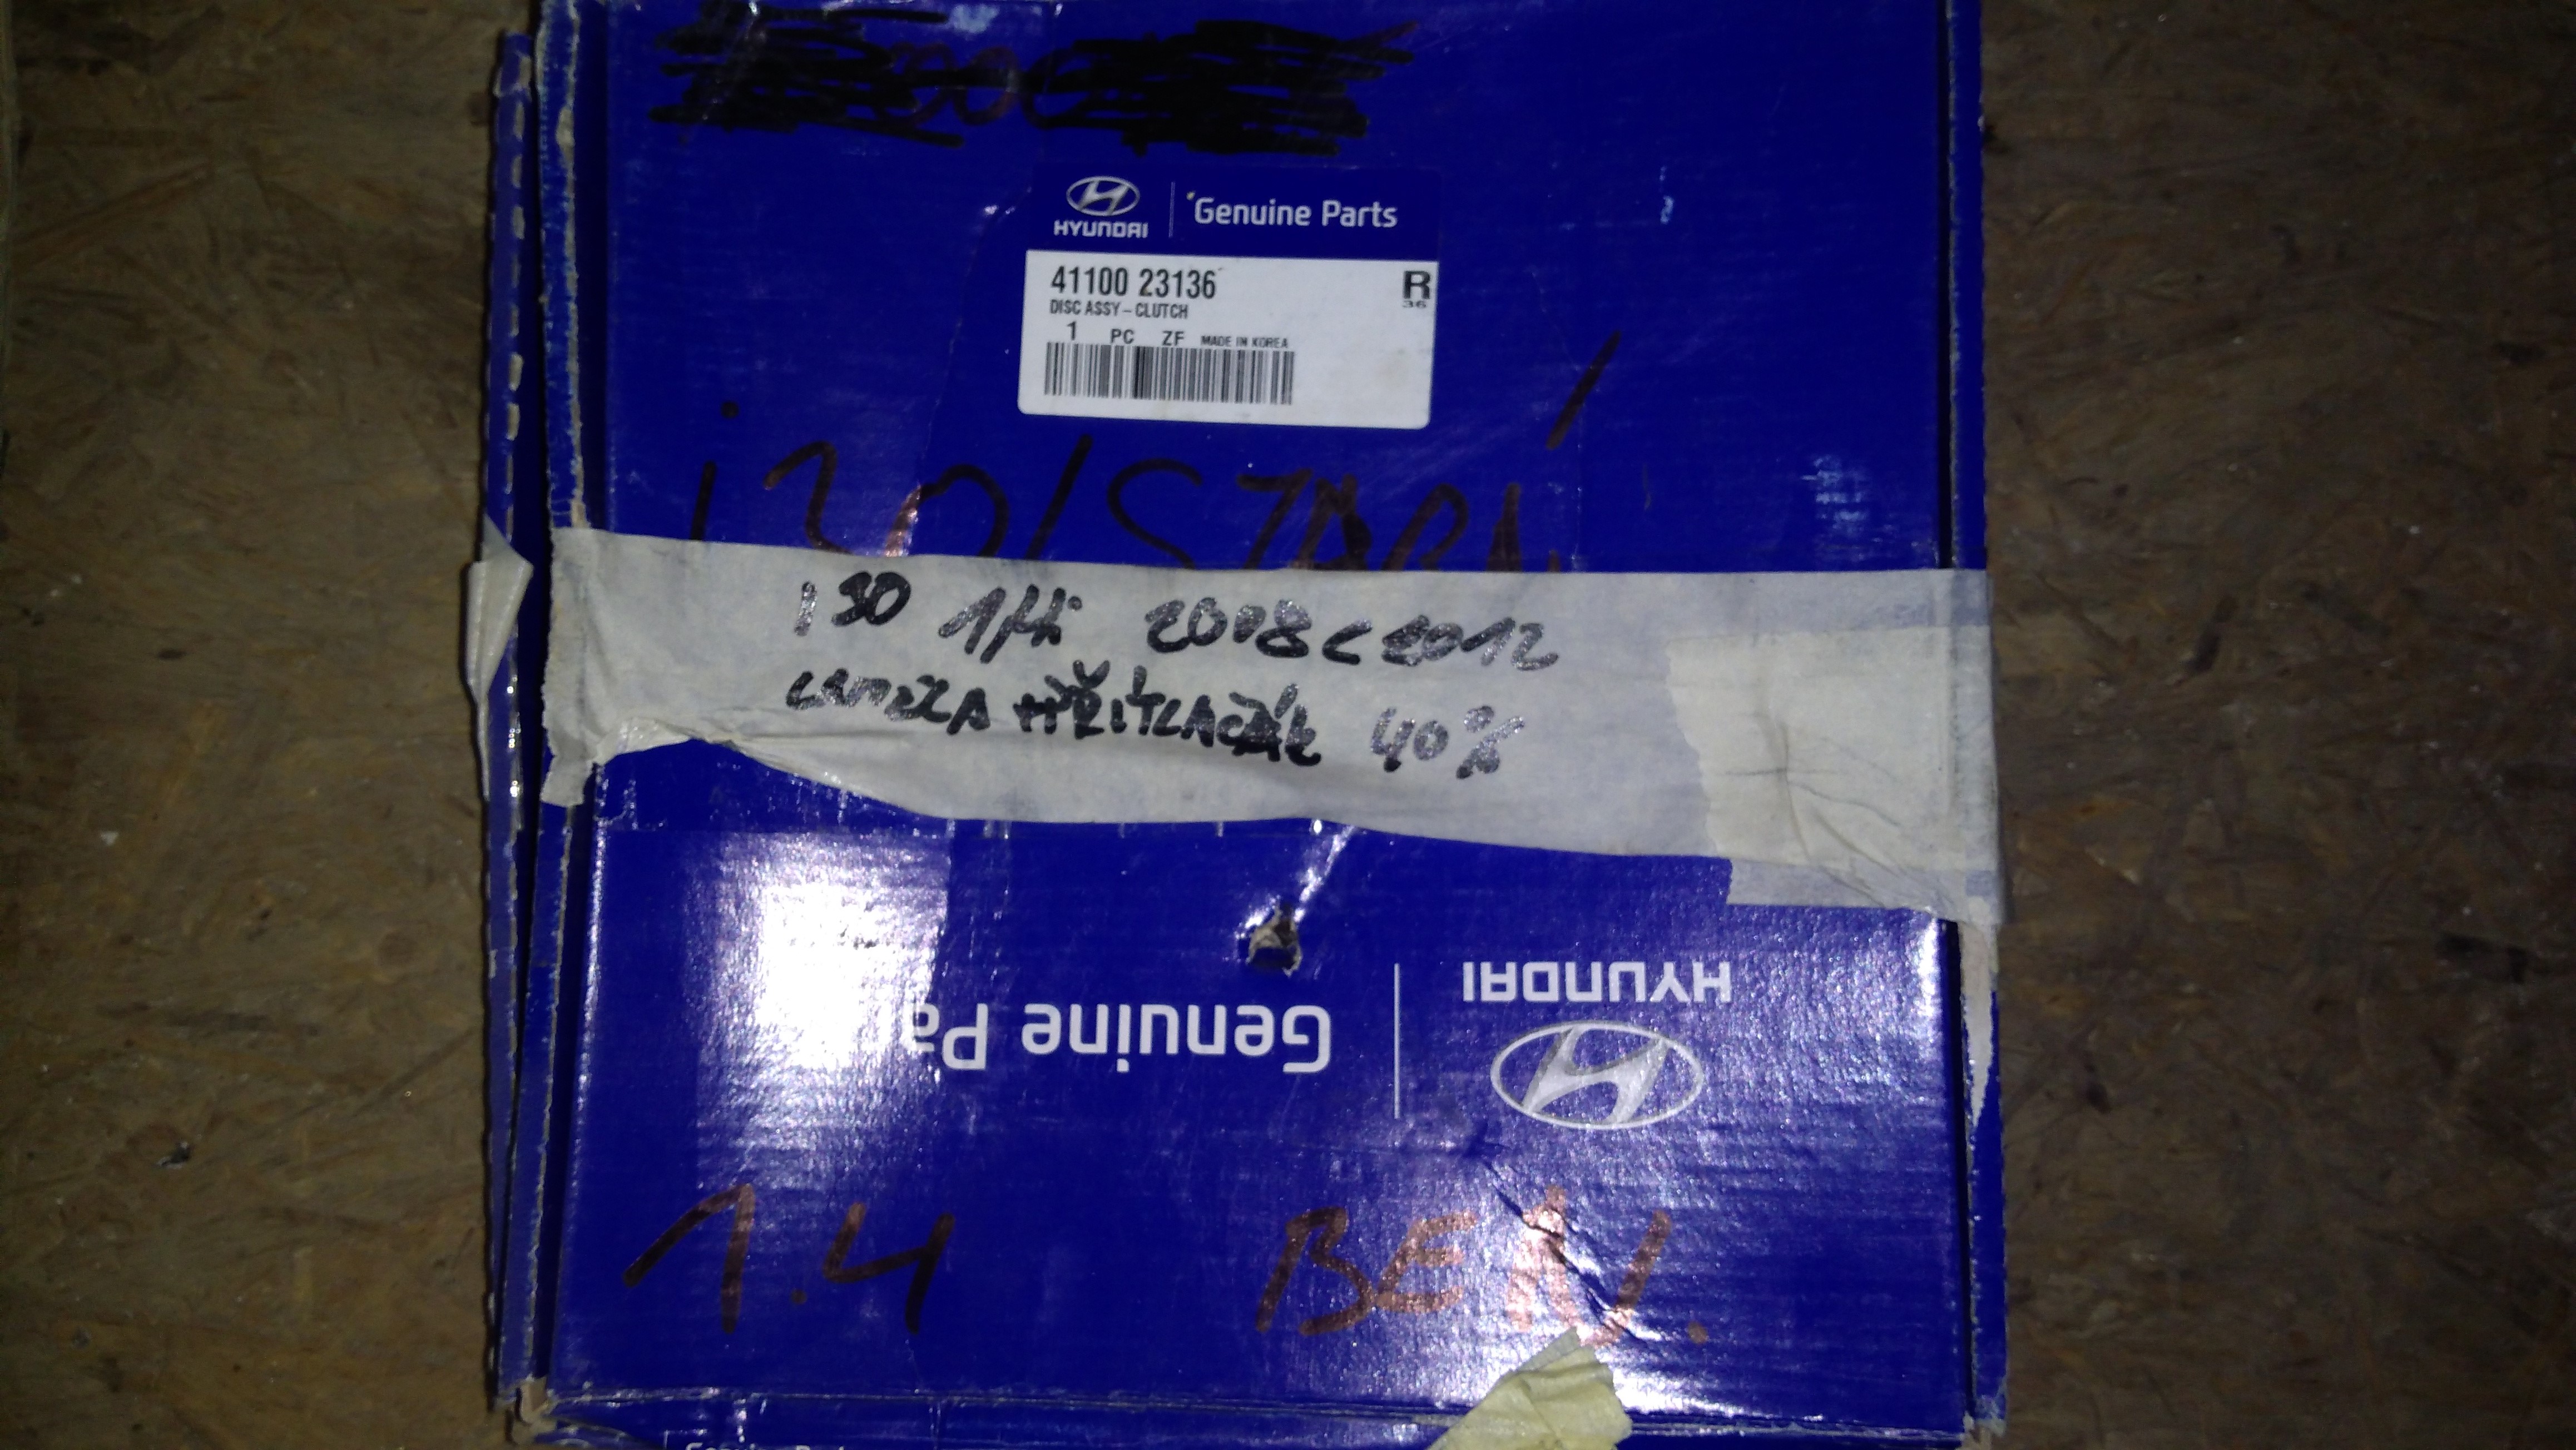 HYUNDAI Genuine Parts
41100 23136 R
DISC ASSY-CLUTCH 36
1 PC ZF MADE IN KOREA
i30/STARÁ
i30 1/4i 2008<2012
LAMELA +PŘÍTLAČÁK 40%
HYUNDAI Genuine Pa
1.4 BEN.